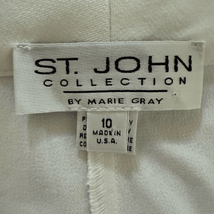 ST. JOHN
COLLECTION
BY MARIE GRAY
10
MADE IN
U.S.A.